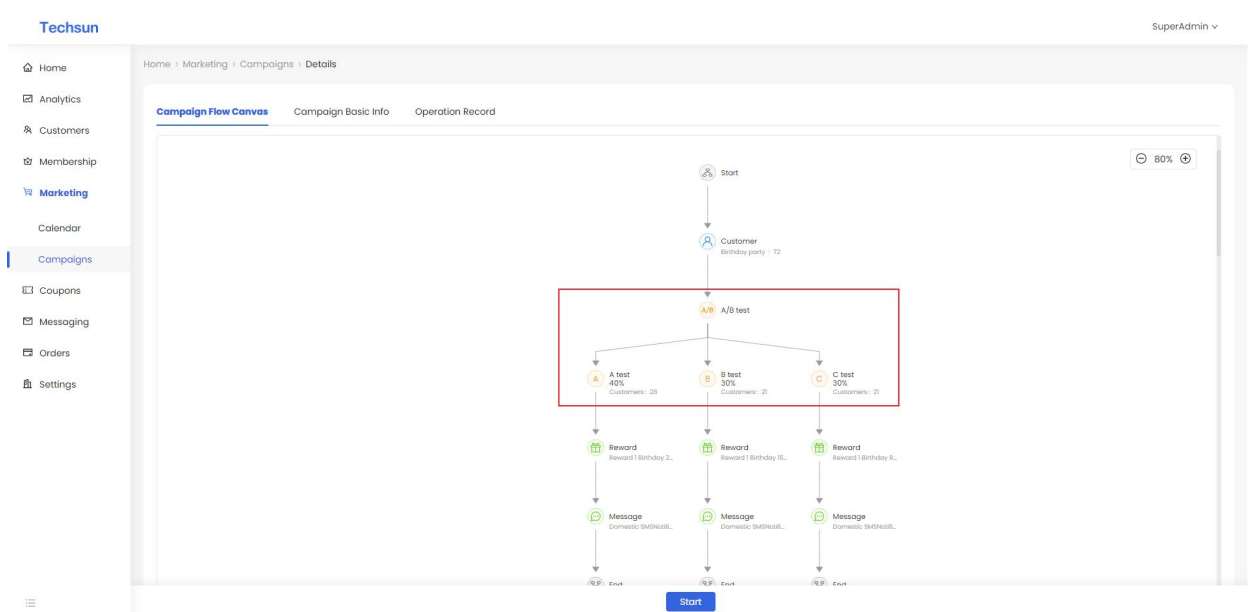 Techsun
SuperAdmin
Home
Analytics
Customers
Membership
Marketing
Calendar
Campaigns
Coupons
Messaging
Orders
Settings
Home > Marketing > Campaigns > Details
Campaign Flow Canvas Campaign Basic Info Operation Record
80%
Start
Customer
Birthday party : 72
A/B A/B test
A A test
40%
Customers: 28
B B test
30%
Customers: 21
C C test
30%
Customers: 21
Reward
Reward 1 Birthday 2...
Reward
Reward 1 Birthday 15...
Reward
Reward 1 Birthday 8...
Message
Domestic SMSNotifi...
Message
Domestic SMSNotifi...
Message
Domestic SMSNotifi...
End
End
End
Start